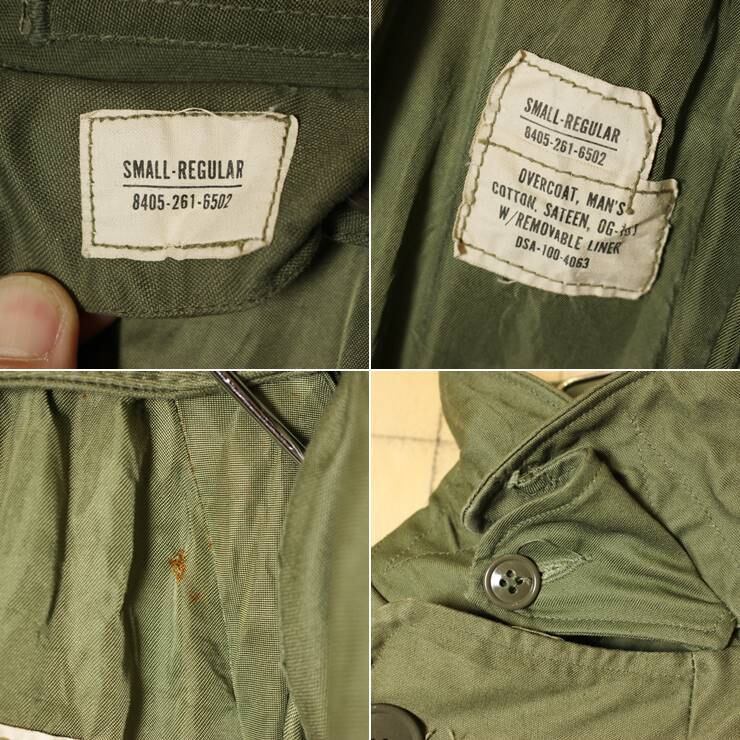 SMALL-REGULAR
8405-261-6502
SMALL-REGULAR
8405-261-6502
OVERCOAT, MAN'S
COTTON, SATEEN,
W/REMOVABLE LINER
DSA-100-4063